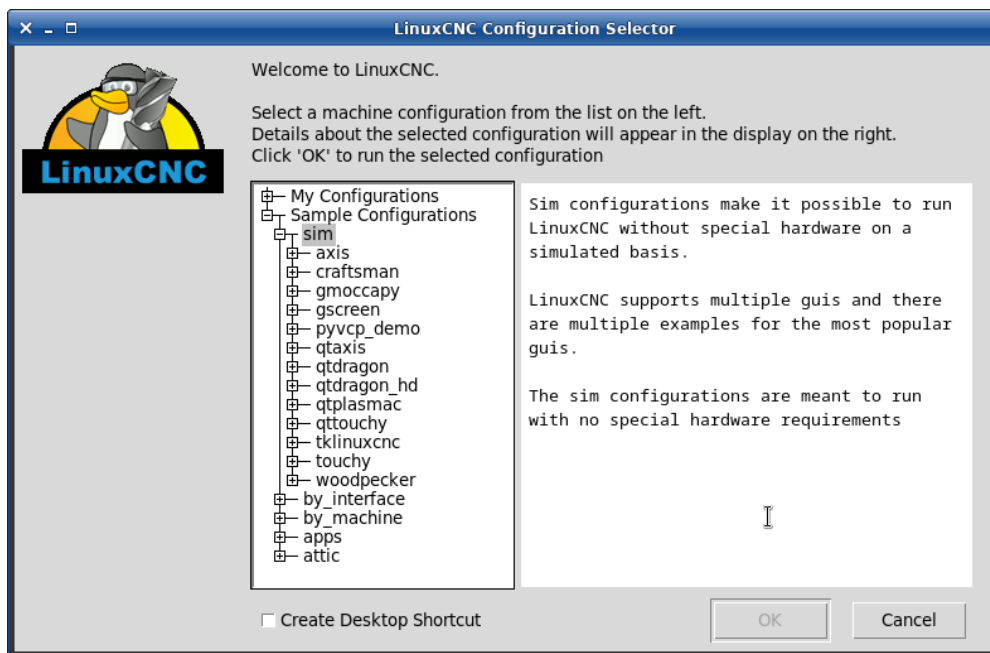 LinuxCNC Configuration Selector
LinuxCNC
Welcome to LinuxCNC.
Select a machine configuration from the list on the left.
Details about the selected configuration will appear in the display on the right.
Click 'OK' to run the selected configuration
My Configurations
Sample Configurations
sim
axis
craftsman
gmoccapy
gscreen
pyvcp_demo
qtaxis
qtdragon
qtdragon_hd
qtplasmac
qttouchy
tklinuxcnc
touchy
woodpecker
by_interface
by_machine
apps
attic
Sim configurations make it possible to run
LinuxCNC without special hardware on a
simulated basis.
LinuxCNC supports multiple guis and there
are multiple examples for the most popular
guis.
The sim configurations are meant to run
with no special hardware requirements
Create Desktop Shortcut
OK
Cancel